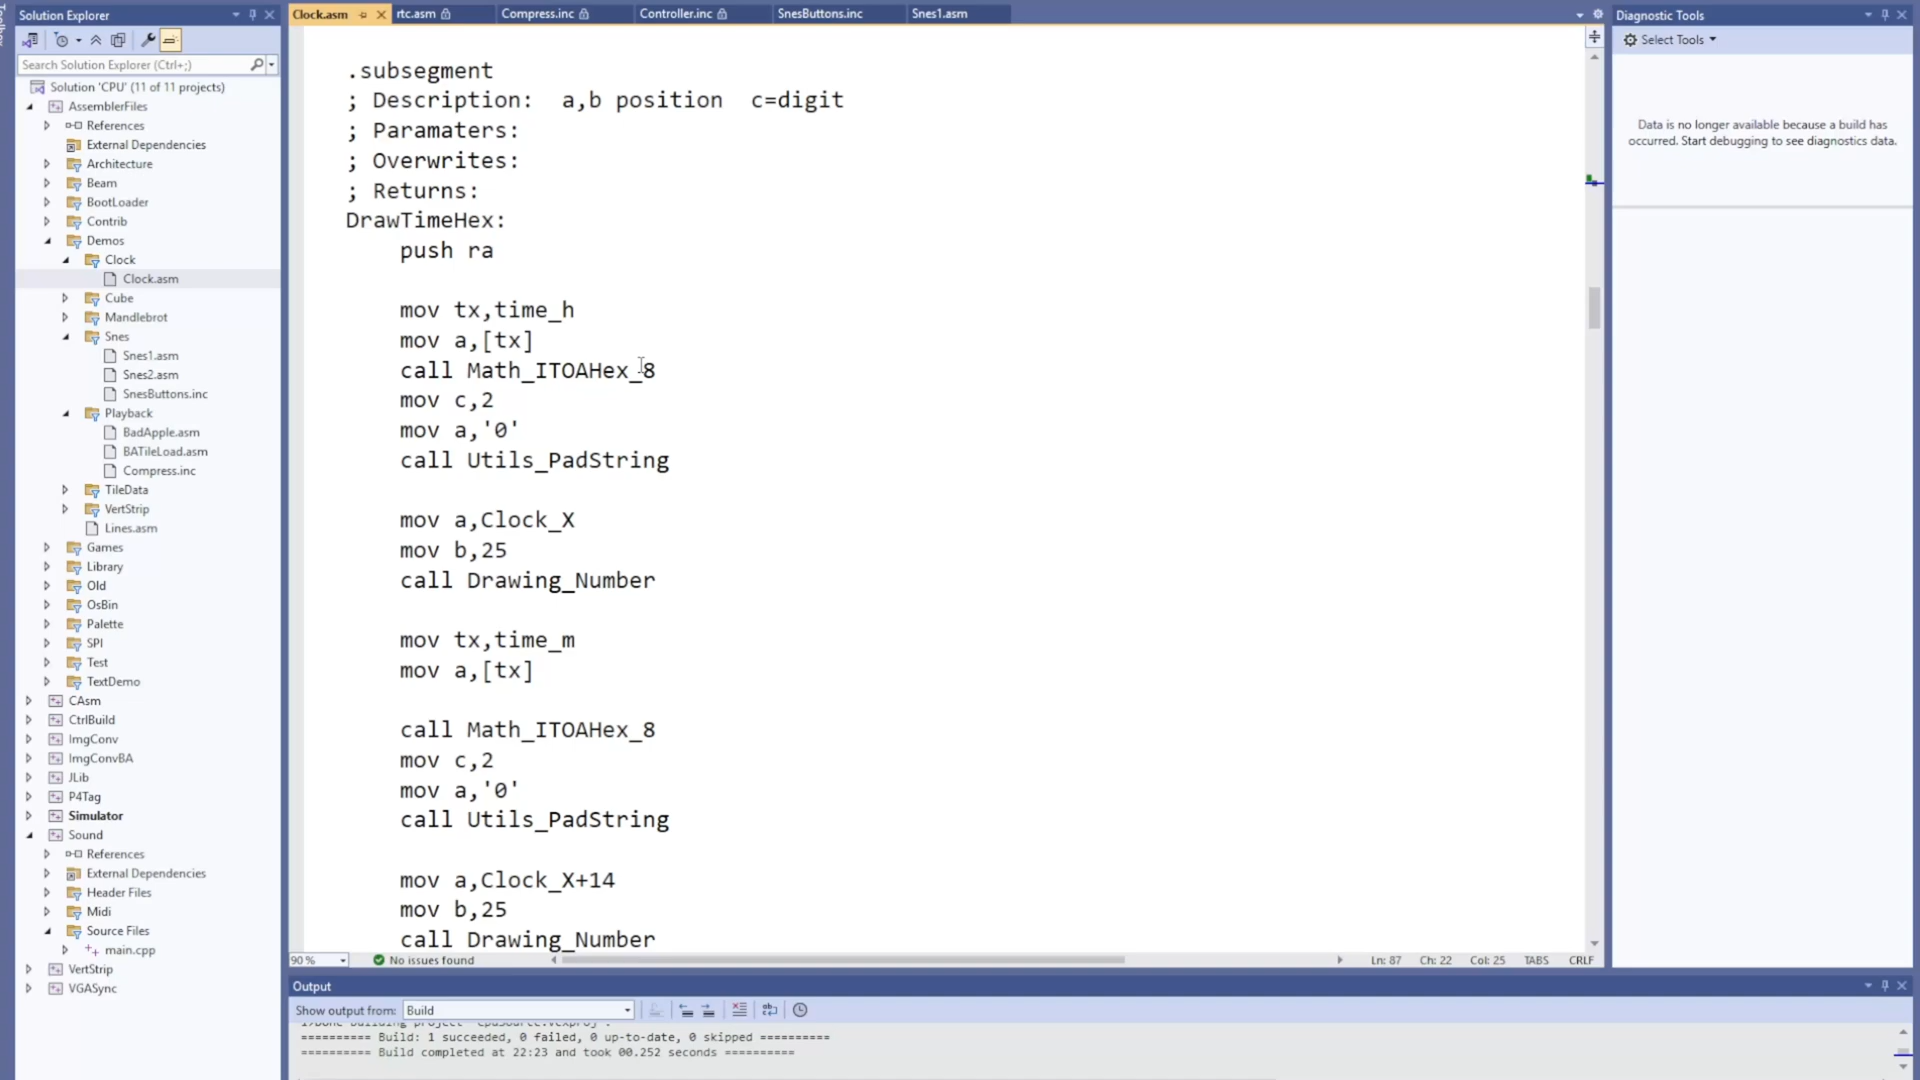 Toolbox
Solution Explorer
Search Solution Explorer (Ctrl+;)
Solution 'CPU' (11 of 11 projects)
AssemblerFiles
References
External Dependencies
Architecture
Beam
BootLoader
Contrib
Demos
Clock
Clock.asm
Cube
Mandlebrot
Snes
Snes1.asm
Snes2.asm
SnesButtons.inc
Playback
BadApple.asm
BATileLoad.asm
Compress.inc
TileData
VertStrip
Lines.asm
Games
Library
Old
OsBin
Palette
SPI
Test
TextDemo
CAsm
CtrlBuild
ImgConv
ImgConvBA
JLib
P4Tag
Simulator
Sound
References
External Dependencies
Header Files
Midi
Source Files
main.cpp
VertStrip
VGASync
Clock.asm rtc.asm Compress.inc Controller.inc SnesButtons.inc Snes1.asm
.subsegment
; Description:  a,b position  c=digit
; Paramaters:
; Overwrites:
; Returns:
DrawTimeHex:
push ra
mov tx,time_h
mov a,[tx]
call Math_ITOAHex_8
mov c,2
mov a,'0'
call Utils_PadString
mov a,Clock_X
mov b,25
call Drawing_Number
mov tx,time_m
mov a,[tx]
call Math_ITOAHex_8
mov c,2
mov a,'0'
call Utils_PadString
mov a,Clock_X+14
mov b,25
call Drawing_Number
90 % No issues found Ln: 87 Ch: 22 Col: 25 TABS CRLF
Output
Show output from: Build
========== Build: 1 succeeded, 0 failed, 0 up-to-date, 0 skipped ==========
========== Build completed at 22:23 and took 00.252 seconds ==========
Diagnostic Tools
Select Tools
Data is no longer available because a build has
occurred. Start debugging to see diagnostics data.